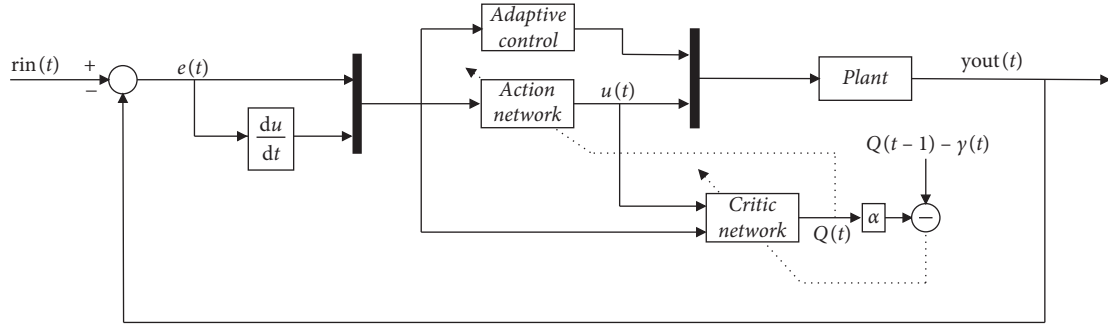 rin(t)
+
−
e(t)
du
dt
Adaptive
control
Action
network
u(t)
Plant
yout(t)
Q(t − 1) − γ(t)
Critic
network
Q(t)
α
−